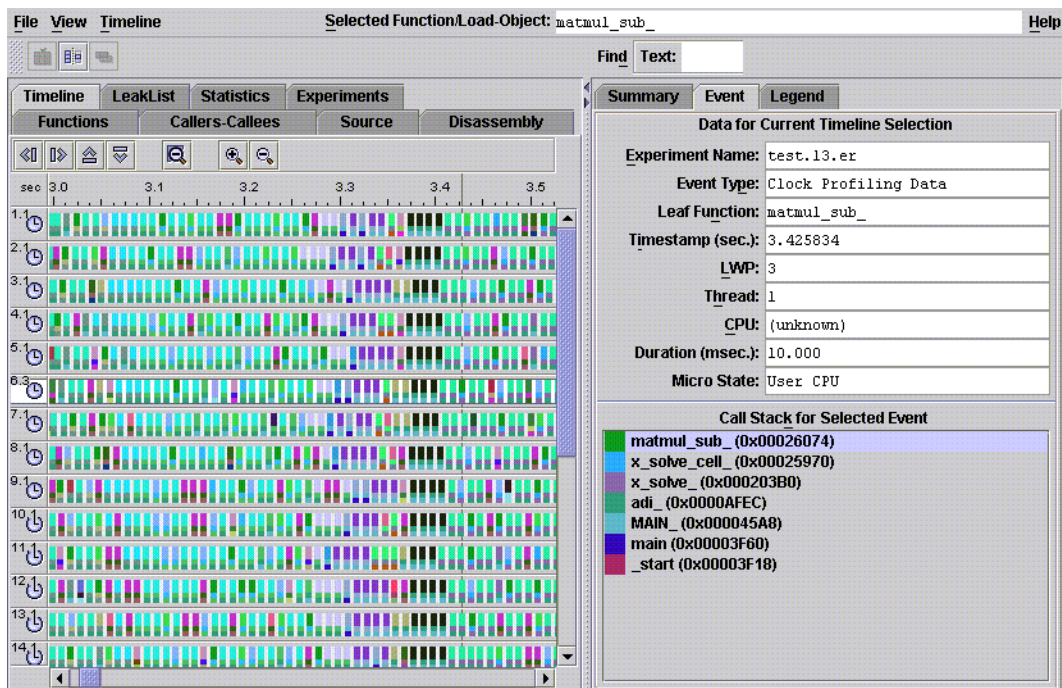 File View Timeline Selected Function/Load-Object: matmul_sub_ Help
Find Text:
Timeline LeakList Statistics Experiments
Functions Callers-Callees Source Disassembly
sec 3.0 3.1 3.2 3.3 3.4 3.5
1.1
2.1
3.1
4.1
5.1
6.3
7.1
8.1
9.1
10.1
11.1
12.1
13.1
14.1
Summary Event Legend
Data for Current Timeline Selection
Experiment Name: test.13.er
Event Type: Clock Profiling Data
Leaf Function: matmul_sub_
Timestamp (sec.): 3.425834
LWP: 3
Thread: 1
CPU: (unknown)
Duration (msec.): 10.000
Micro State: User CPU
Call Stack for Selected Event
matmul_sub_ (0x00026074)
x_solve_cell_ (0x00025970)
x_solve_ (0x000203B0)
adi_ (0x0000AFEC)
MAIN_ (0x000045A8)
main (0x00003F60)
_start (0x00003F18)